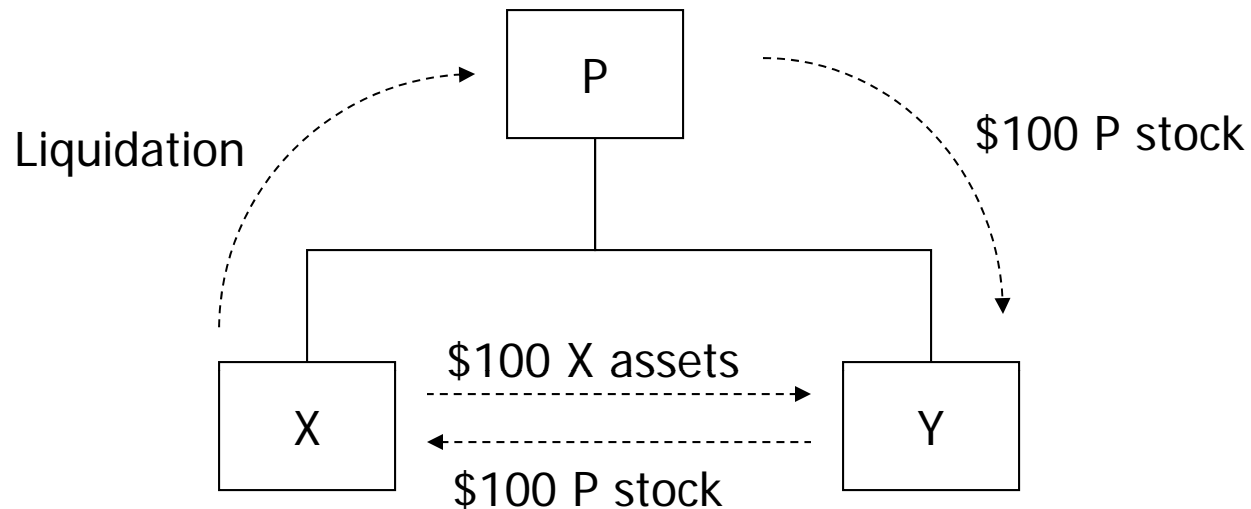 P
Liquidation
$100 P stock
$100 X assets
X
Y
$100 P stock